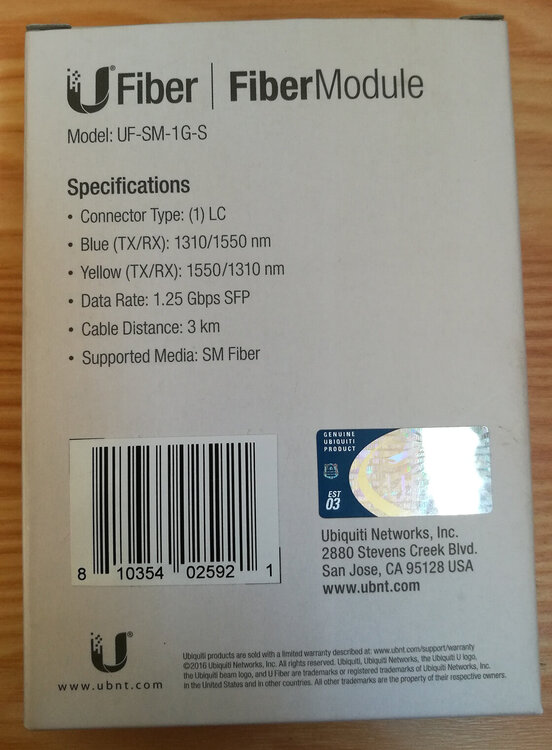 U® Fiber | FiberModule
Model: UF-SM-1G-S
Specifications
• Connector Type: (1) LC
• Blue (TX/RX): 1310/1550 nm
• Yellow (TX/RX): 1550/1310 nm
• Data Rate: 1.25 Gbps SFP
• Cable Distance: 3 km
• Supported Media: SM Fiber
8 10354 02592 1
GENUINE
UBIQUITI
PRODUCT
EST
03
Ubiquiti Networks, Inc.
2880 Stevens Creek Blvd.
San Jose, CA 95128 USA
www.ubnt.com
U®
www.ubnt.com
Ubiquiti products are sold with a limited warranty described at: www.ubnt.com/support/warranty
©2016 Ubiquiti Networks, Inc. All rights reserved. Ubiquiti, Ubiquiti Networks, the Ubiquiti U logo,
the Ubiquiti beam logo, and U Fiber are trademarks or registered trademarks of Ubiquiti Networks, Inc.
in the United States and in other countries. All other trademarks are the property of their respective owners.